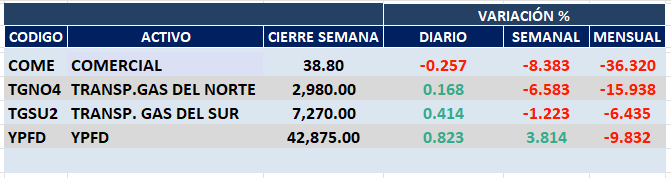 VARIACIÓN %
CODIGO ACTIVO CIERRE SEMANA DIARIO SEMANAL MENSUAL
COME COMERCIAL 38.80 -0.257 -8.383 -36.320
TGNO4 TRANSP.GAS DEL NORTE 2,980.00 0.168 -6.583 -15.938
TGSU2 TRANSP. GAS DEL SUR 7,270.00 0.414 -1.223 -6.435
YPFD YPFD 42,875.00 0.823 3.814 -9.832